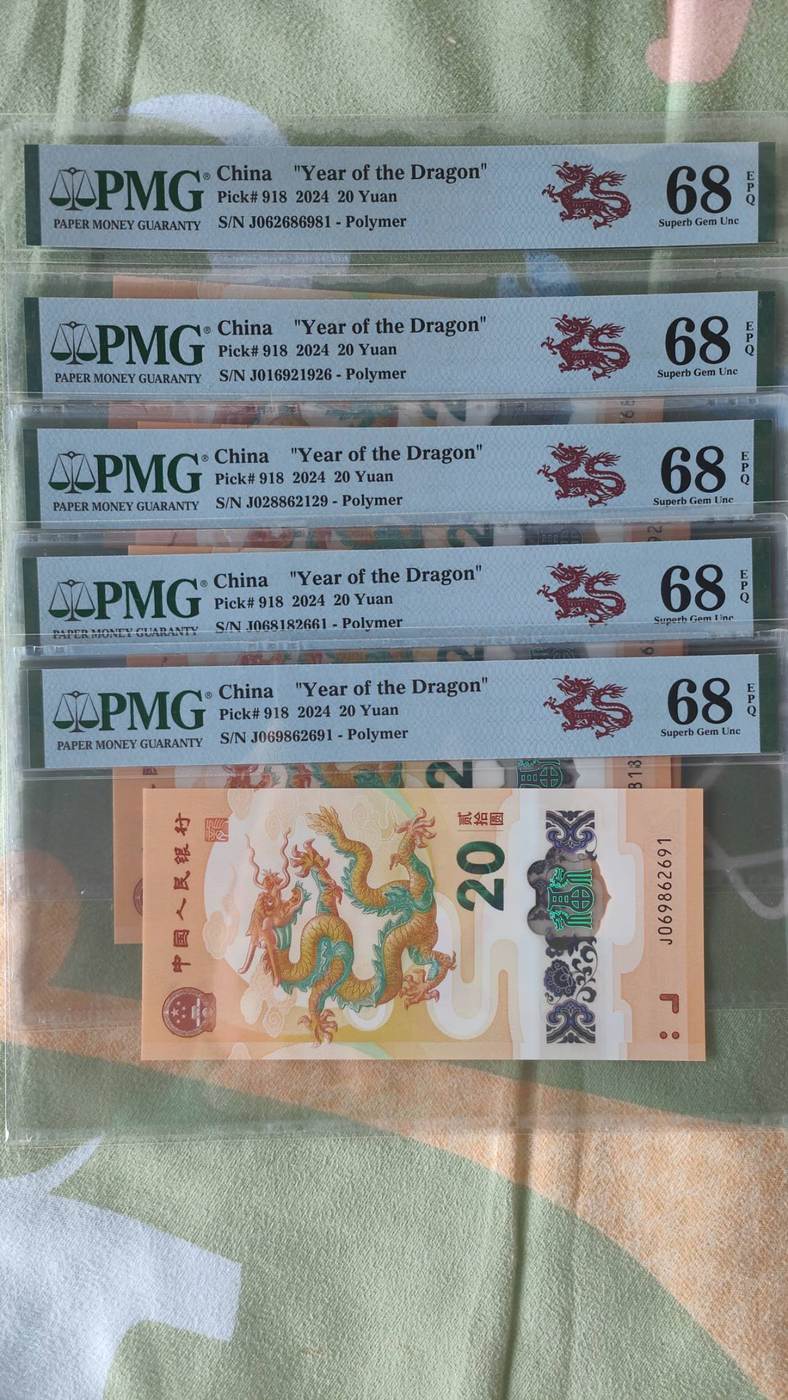 PMG®
PAPER MONEY GUARANTY
China "Year of the Dragon"
Pick# 918 2024 20 Yuan
S/N J062686981 - Polymer
68
EPQ
Superb Gem Unc
PMG®
PAPER MONEY GUARANTY
China "Year of the Dragon"
Pick# 918 2024 20 Yuan
S/N J016921926 - Polymer
68
EPQ
Superb Gem Unc
PMG®
PAPER MONEY GUARANTY
China "Year of the Dragon"
Pick# 918 2024 20 Yuan
S/N J028862129 - Polymer
68
EPQ
Superb Gem Unc
PMG®
PAPER MONEY GUARANTY
China "Year of the Dragon"
Pick# 918 2024 20 Yuan
S/N J068182661 - Polymer
68
EPQ
Superb Gem Unc
PMG®
PAPER MONEY GUARANTY
China "Year of the Dragon"
Pick# 918 2024 20 Yuan
S/N J069862691 - Polymer
68
EPQ
Superb Gem Unc
中国人民银行
贰拾圆
20
J069862691